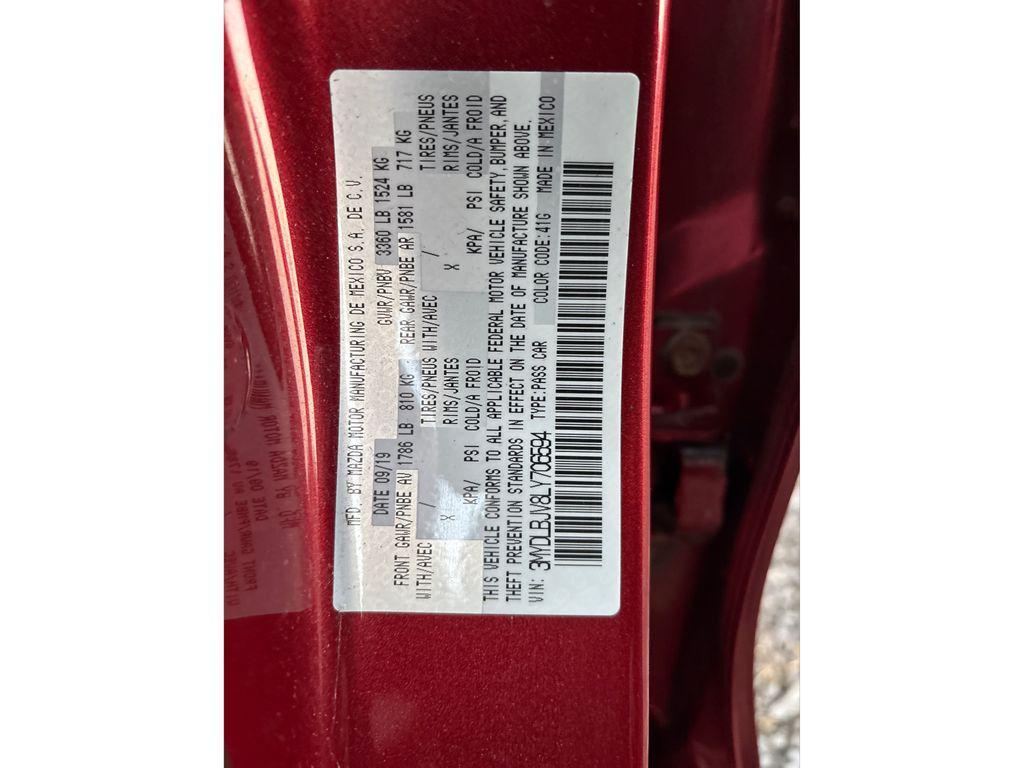 MFD. BY MAZDA MOTOR MANUFACTURING DE MEXICO S.A. DE C.V.
DATE 09/19 GVWR/PNBV 3360 LB 1524 KG
FRONT GAWR/PNBE AV 1786 LB 810 KG REAR GAWR/PNBE AR 1581 LB 717 KG
WITH/AVEC / TIRES/PNEUS WITH/AVEC / TIRES/PNEUS
X RIMS/JANTES X RIMS/JANTES
KPA/ PSI COLD/A FROID KPA/ PSI COLD/A FROID
THIS VEHICLE CONFORMS TO ALL APPLICABLE FEDERAL MOTOR VEHICLE SAFETY, BUMPER, AND
THEFT PREVENTION STANDARDS IN EFFECT ON THE DATE OF MANUFACTURE SHOWN ABOVE.
VIN: 3MYDLBJV8LY706594 TYPE:PASS CAR COLOR CODE:41G MADE IN MEXICO